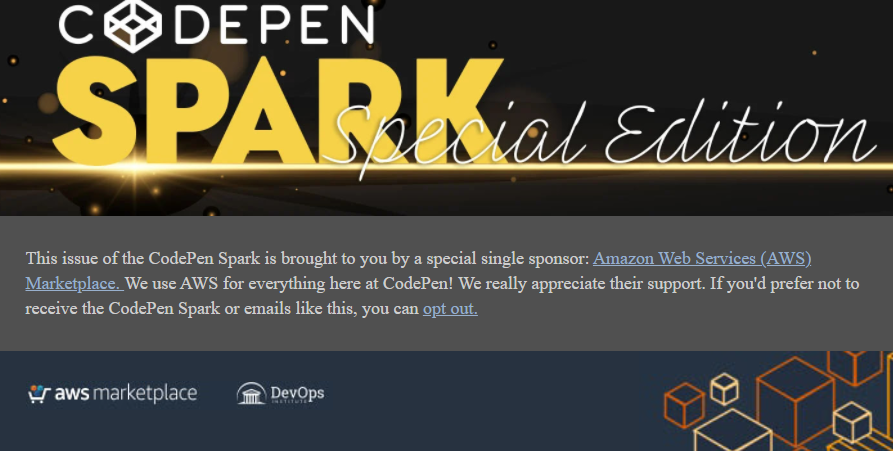 CODEPEN
SPARK
Special Edition
This issue of the CodePen Spark is brought to you by a special single sponsor: Amazon Web Services (AWS)
Marketplace. We use AWS for everything here at CodePen! We really appreciate their support. If you'd prefer not to
receive the CodePen Spark or emails like this, you can opt out.
aws marketplace DevOps
INSTITUTE